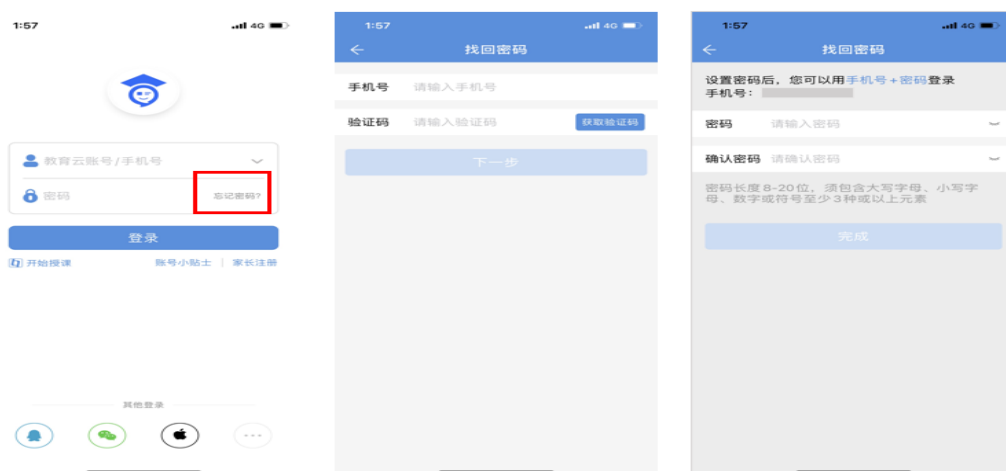 1:57
4G
教育云账号/手机号
密码
忘记密码?
登录
开始授课
账号小贴士 | 家长注册
其他登录
1:57
4G
找回密码
手机号 请输入手机号
验证码 请输入验证码 获取验证码
下一步
1:57
4G
找回密码
设置密码后，您可以用手机号+密码登录
手机号：
密码 请输入密码
确认密码 请确认密码
密码长度8-20位，须包含大写字母、小写字
母、数字或符号至少3种或以上元素
完成